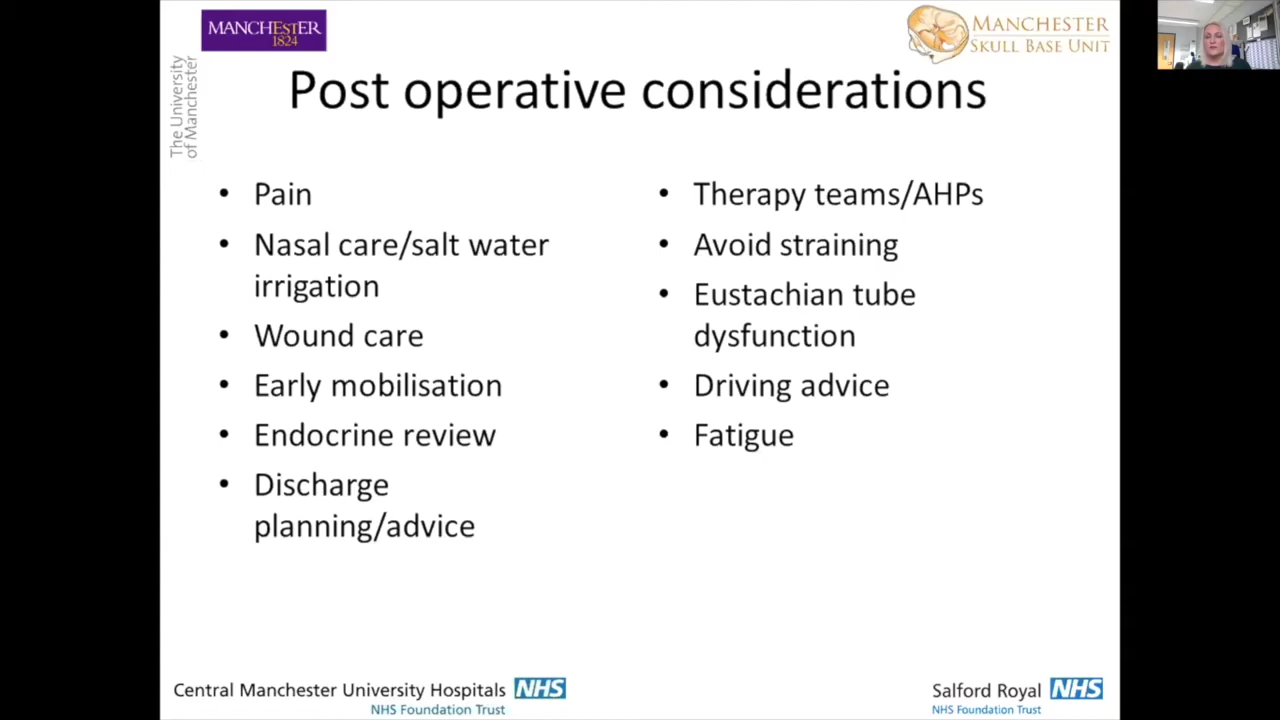 MANCHESTER
1824
The University
of Manchester
MANCHESTER
SKULL BASE UNIT
Post operative considerations
• Pain
• Nasal care/salt water
irrigation
• Wound care
• Early mobilisation
• Endocrine review
• Discharge
planning/advice
• Therapy teams/AHPs
• Avoid straining
• Eustachian tube
dysfunction
• Driving advice
• Fatigue
Central Manchester University Hospitals NHS
NHS Foundation Trust
Salford Royal NHS
NHS Foundation Trust